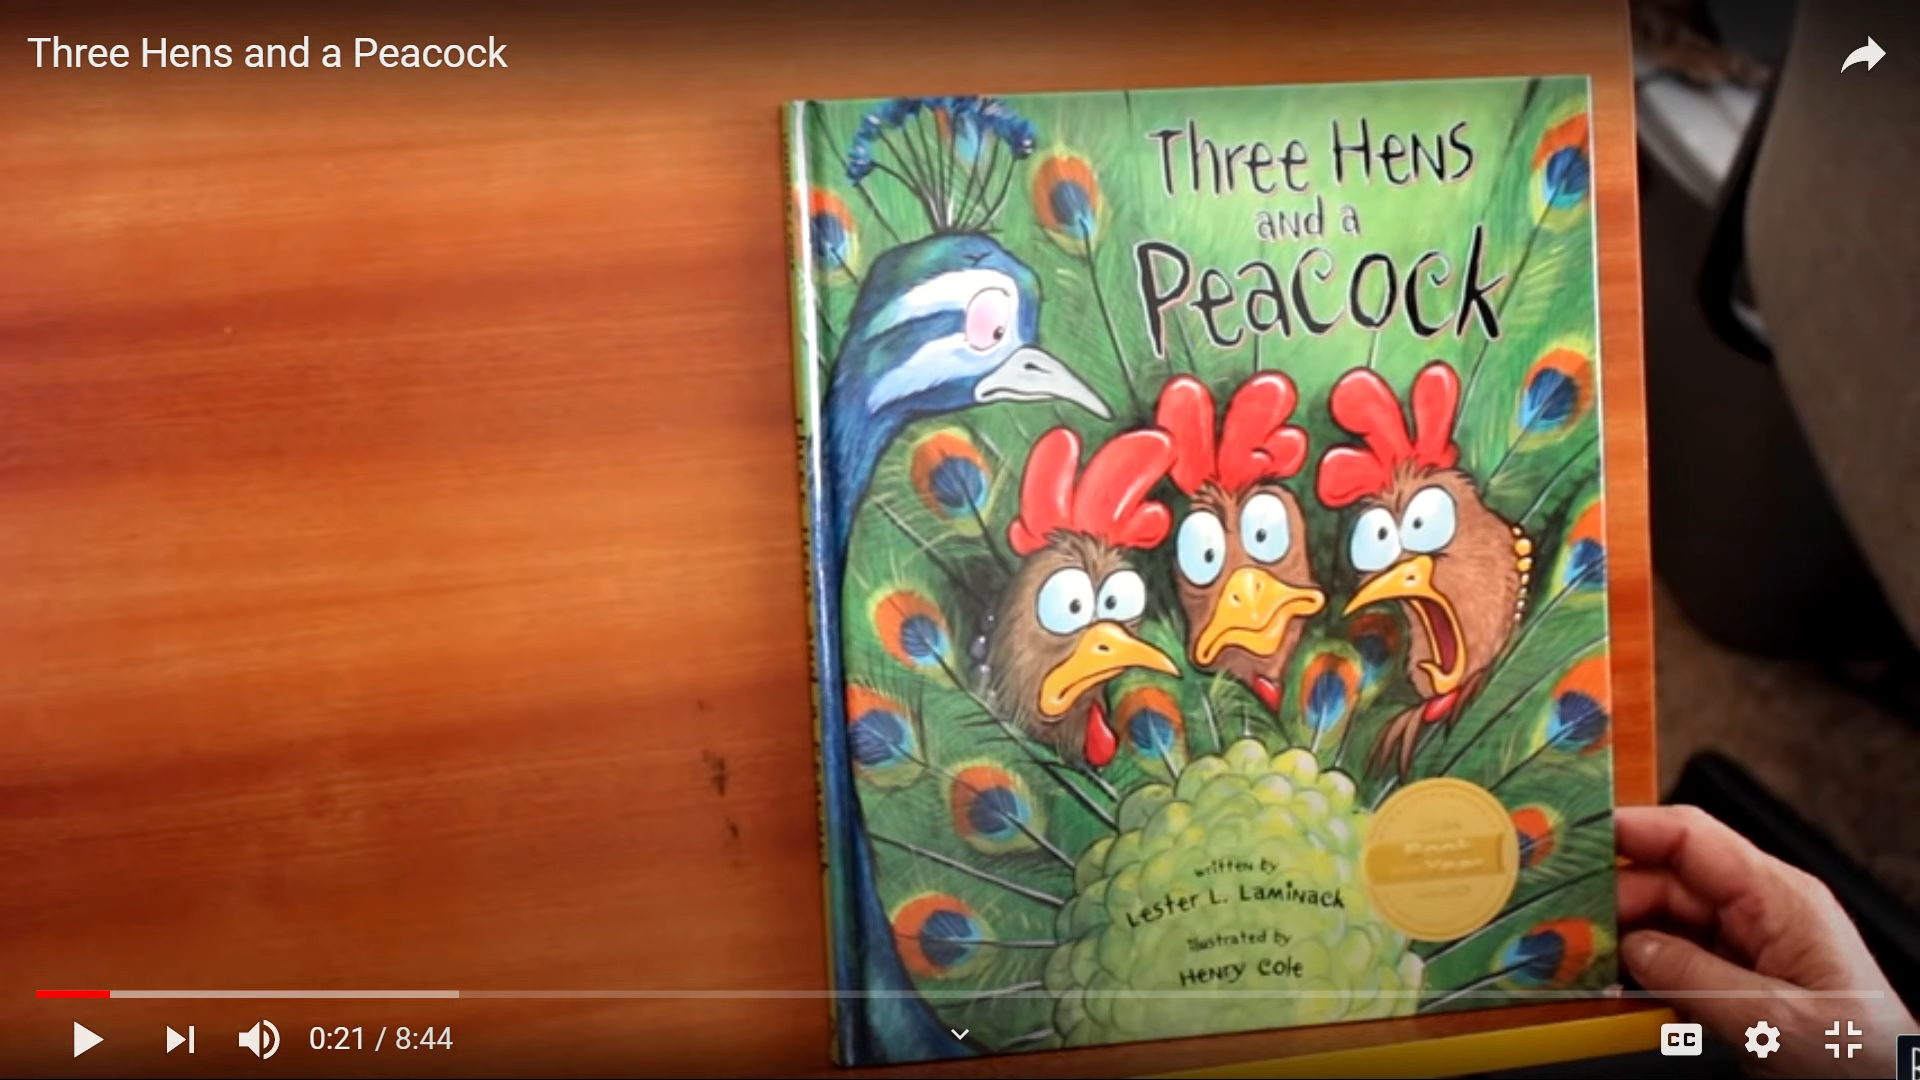 Three Hens and a Peacock
Three Hens
and a
Peacock
written by
Lester L. Laminack
illustrated by
Henry Cole
0:21 / 8:44
CC